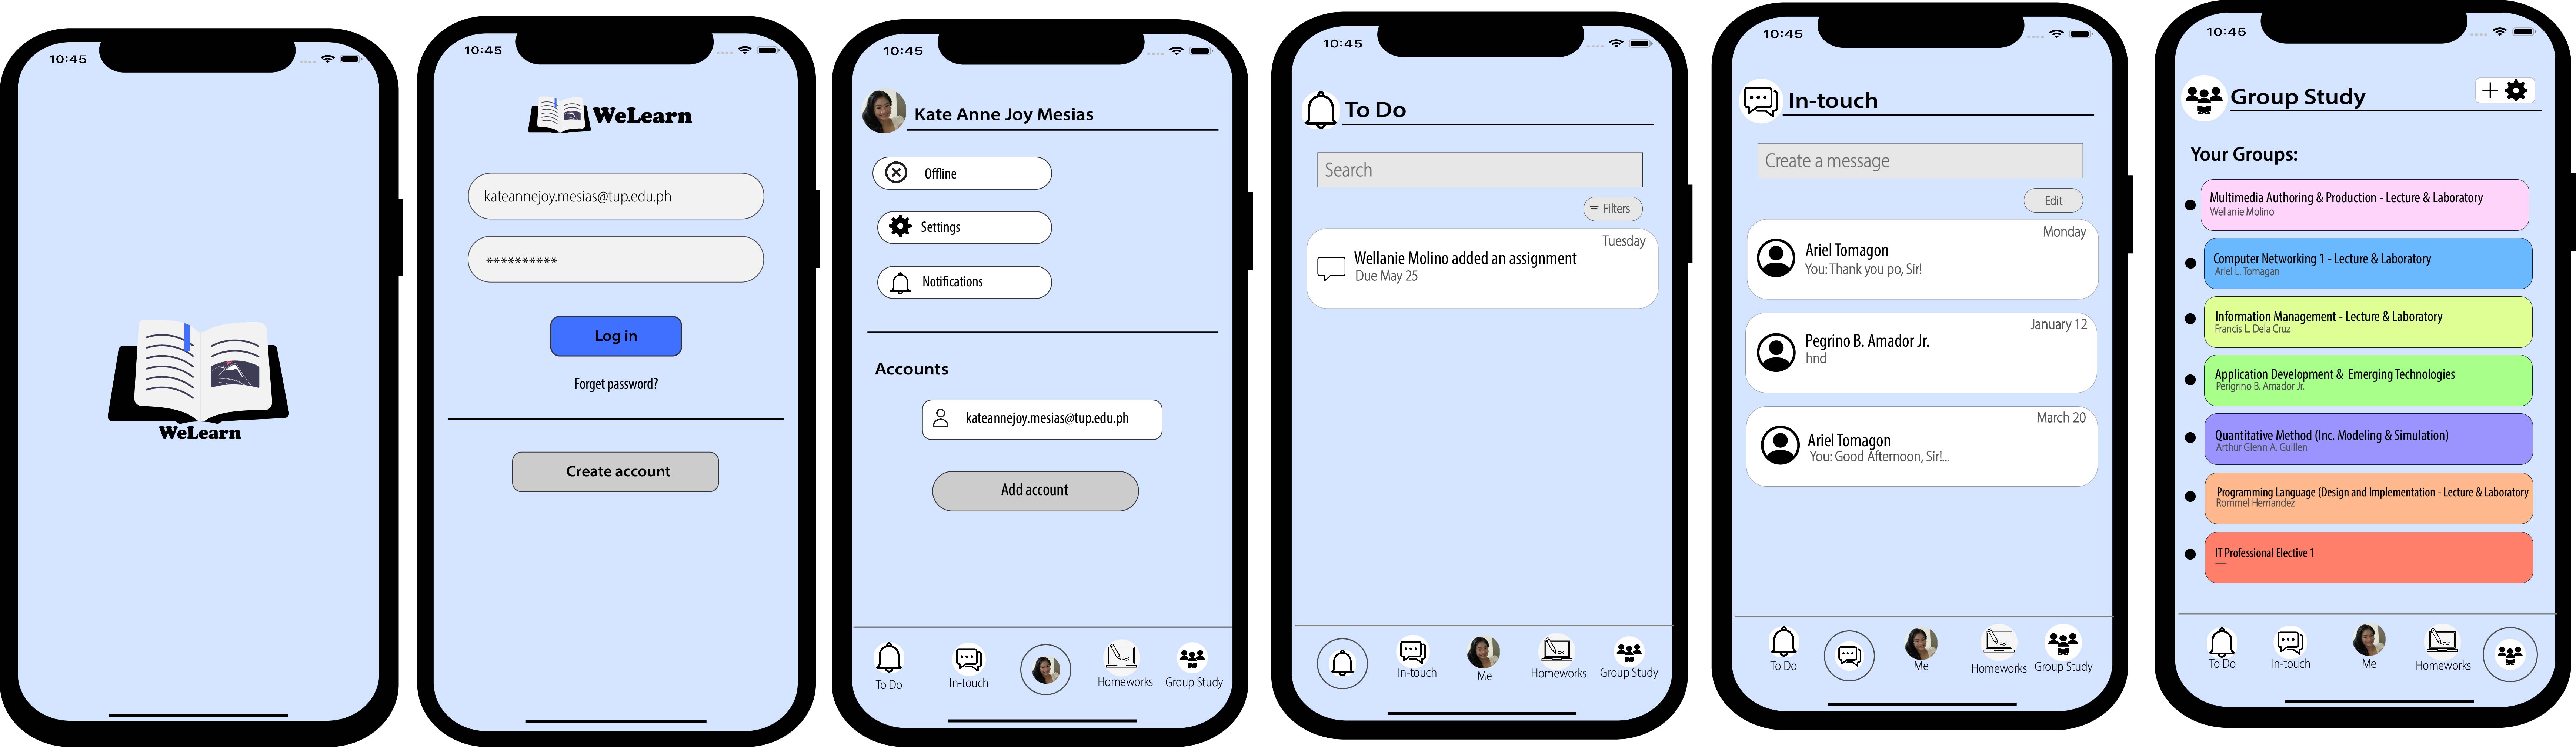 10:45
WeLearn
10:45
WeLearn
kateannejoy.mesias@tup.edu.ph
**********
Log in
Forget password?
Create account
10:45
Kate Anne Joy Mesias
Offline
Settings
Notifications
Accounts
kateannejoy.mesias@tup.edu.ph
Add account
To Do
In-touch
Homeworks
Group Study
10:45
To Do
Search
Filters
Tuesday
Wellanie Molino added an assignment
Due May 25
In-touch
Me
Homeworks
Group Study
10:45
In-touch
Create a message
Edit
Monday
Ariel Tomagon
You: Thank you po, Sir!
January 12
Pegrino B. Amador Jr.
hnd
March 20
Ariel Tomagon
You: Good Afternoon, Sir!...
To Do
Me
Homeworks
Group Study
10:45
Group Study
Your Groups:
Multimedia Authoring & Production - Lecture & Laboratory
Wellanie Molino
Computer Networking 1 - Lecture & Laboratory
Ariel L. Tomagan
Information Management - Lecture & Laboratory
Francis L. Dela Cruz
Application Development & Emerging Technologies
Perigrino B. Amador Jr.
Quantitative Method (Inc. Modeling & Simulation)
Arthur Glenn A. Guillen
Programming Language (Design and Implementation - Lecture & Laboratory
Rommel Hernandez
IT Professional Elective 1
To Do
In-touch
Me
Homeworks